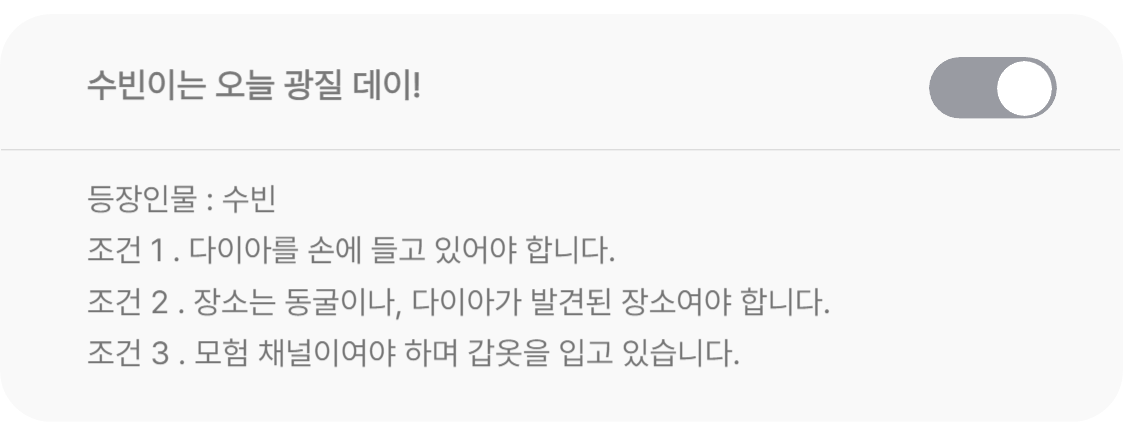 수빈이는 오늘 광질 데이!
등장인물 : 수빈
조건 1 . 다이아를 손에 들고 있어야 합니다.
조건 2 . 장소는 동굴이나, 다이아가 발견된 장소여야 합니다.
조건 3 . 모험 채널이여야 하며 갑옷을 입고 있습니다.